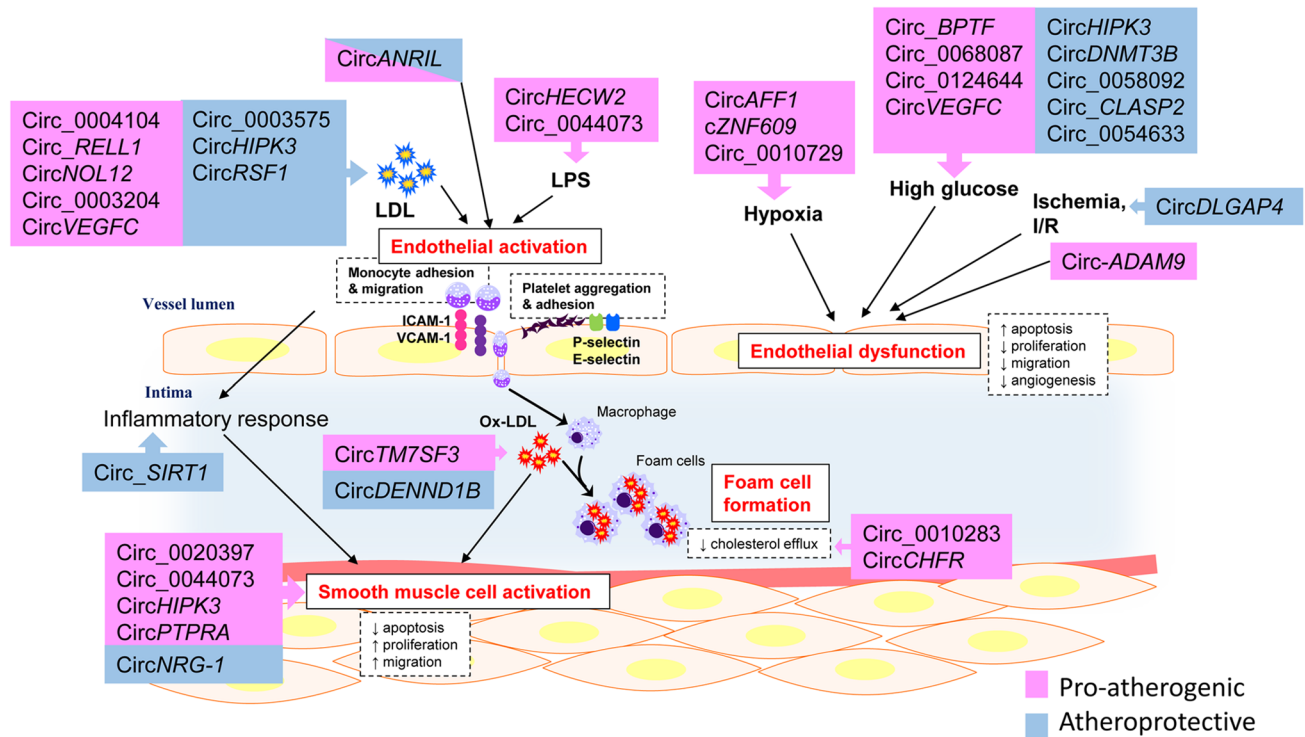 CircANRIL
Circ_0004104
Circ_RELL1
CircNOL12
Circ_0003204
CircVEGFC
Circ_0003575
CircHIPK3
CircRSF1
LDL
CircHECW2
Circ_0044073
LPS
CircAFF1
cZNF609
Circ_0010729
Hypoxia
Circ_BPTF
Circ_0068087
Circ_0124644
CircVEGFC
CircHIPK3
CircDNMT3B
Circ_0058092
Circ_CLASP2
Circ_0054633
High glucose
Ischemia,
I/R
CircDLGAP4
Circ-ADAM9
Endothelial activation
Monocyte adhesion
& migration
Platelet aggregation
& adhesion
Vessel lumen
ICAM-1
VCAM-1
P-selectin
E-selectin
Endothelial dysfunction
↑ apoptosis
↓ proliferation
↓ migration
↓ angiogenesis
Intima
Inflammatory response
Circ_SIRT1
Ox-LDL
Macrophage
CircTM7SF3
CircDENND1B
Foam cells
Foam cell
formation
↓ cholesterol efflux
Circ_0010283
CircCHFR
Circ_0020397
Circ_0044073
CircHIPK3
CircPTPRA
CircNRG-1
Smooth muscle cell activation
↓ apoptosis
↑ proliferation
↑ migration
Pro-atherogenic
Atheroprotective